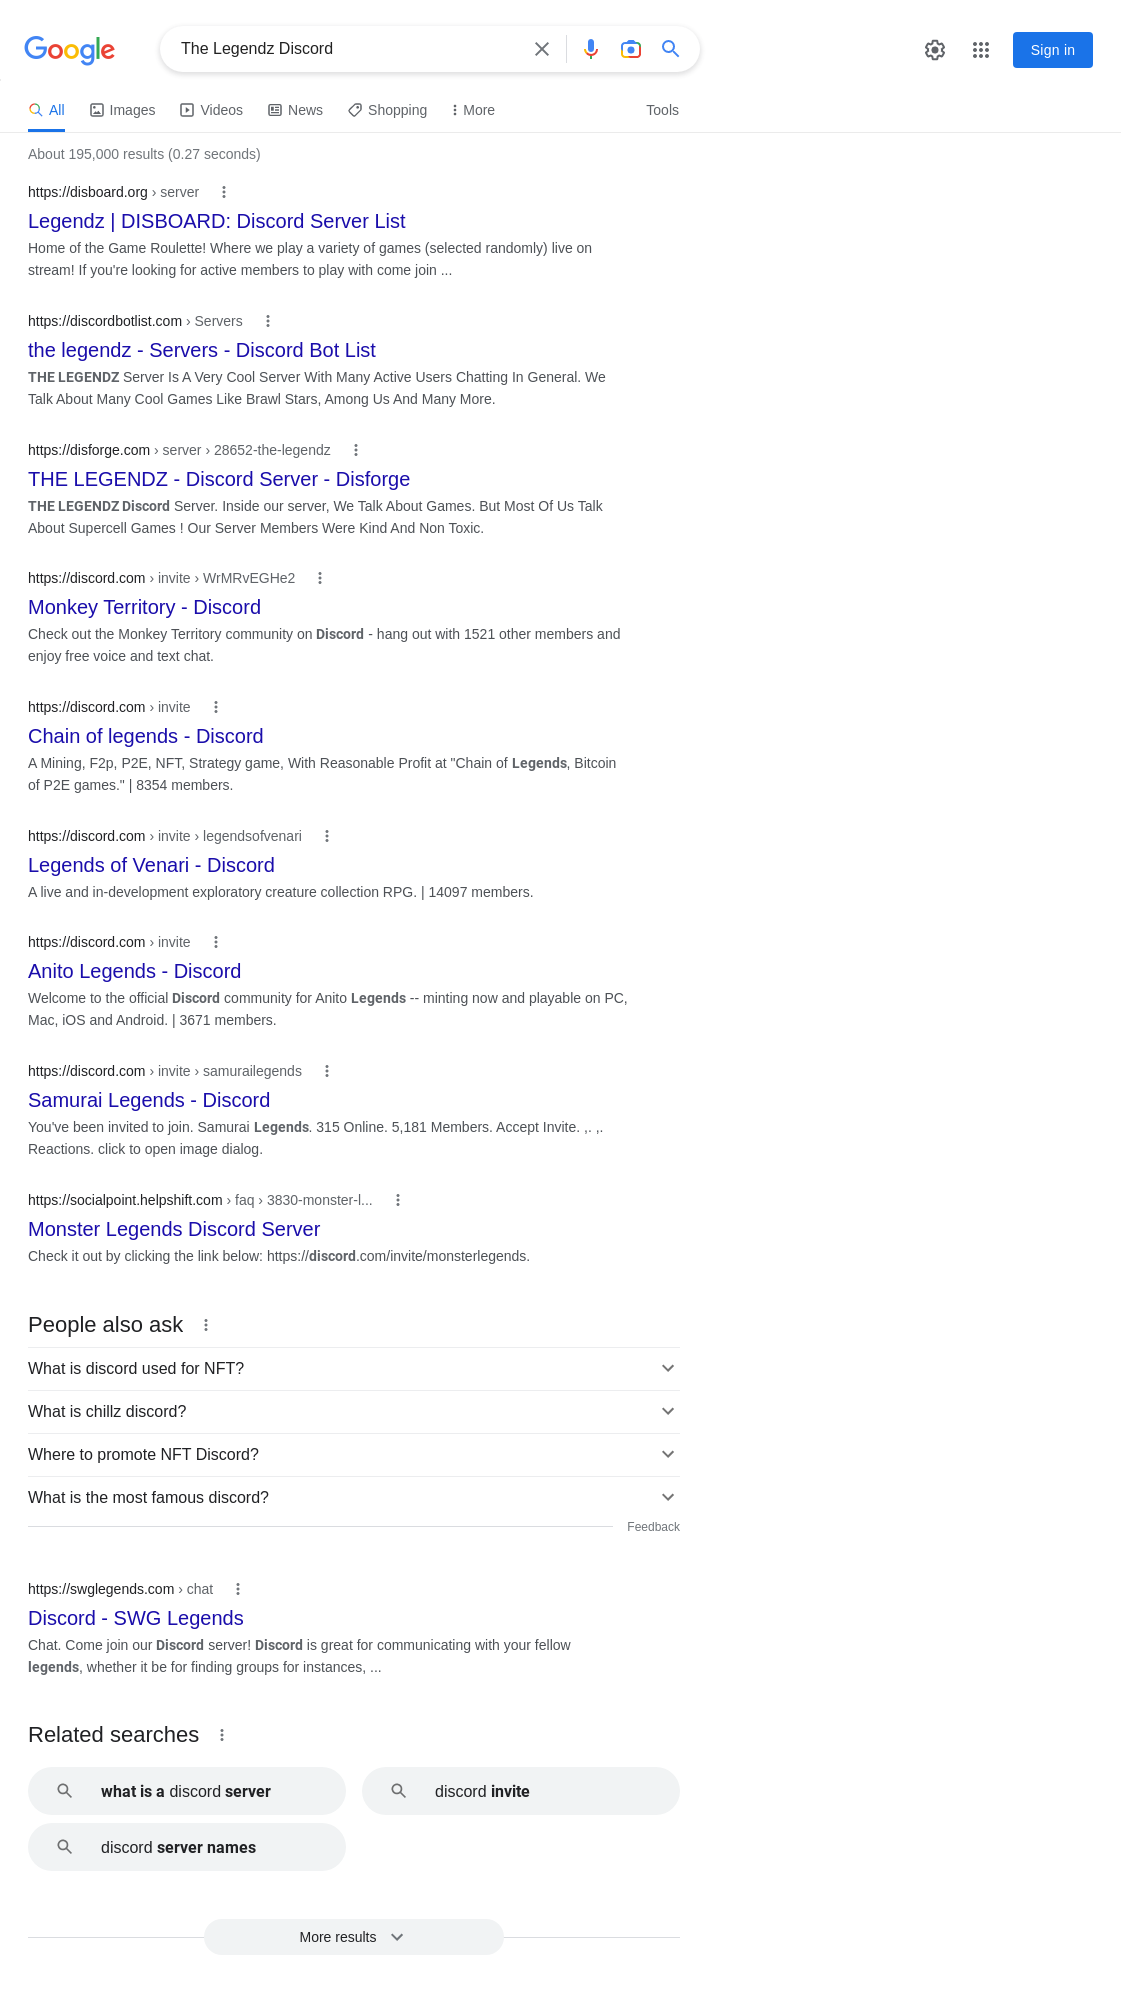 Google
The Legendz Discord
Sign in
All Images Videos News Shopping More Tools
About 195,000 results (0.27 seconds)
https://disboard.org › server
Legendz | DISBOARD: Discord Server List
Home of the Game Roulette! Where we play a variety of games (selected randomly) live on
stream! If you're looking for active members to play with come join ...
https://discordbotlist.com › Servers
the legendz - Servers - Discord Bot List
THE LEGENDZ Server Is A Very Cool Server With Many Active Users Chatting In General. We
Talk About Many Cool Games Like Brawl Stars, Among Us And Many More.
https://disforge.com › server › 28652-the-legendz
THE LEGENDZ - Discord Server - Disforge
THE LEGENDZ Discord Server. Inside our server, We Talk About Games. But Most Of Us Talk
About Supercell Games ! Our Server Members Were Kind And Non Toxic.
https://discord.com › invite › WrMRvEGHe2
Monkey Territory - Discord
Check out the Monkey Territory community on Discord - hang out with 1521 other members and
enjoy free voice and text chat.
https://discord.com › invite
Chain of legends - Discord
A Mining, F2p, P2E, NFT, Strategy game, With Reasonable Profit at "Chain of Legends, Bitcoin
of P2E games." | 8354 members.
https://discord.com › invite › legendsofvenari
Legends of Venari - Discord
A live and in-development exploratory creature collection RPG. | 14097 members.
https://discord.com › invite
Anito Legends - Discord
Welcome to the official Discord community for Anito Legends -- minting now and playable on PC,
Mac, iOS and Android. | 3671 members.
https://discord.com › invite › samurailegends
Samurai Legends - Discord
You've been invited to join. Samurai Legends. 315 Online. 5,181 Members. Accept Invite. ,. ,.
Reactions. click to open image dialog.
https://socialpoint.helpshift.com › faq › 3830-monster-l...
Monster Legends Discord Server
Check it out by clicking the link below: https://discord.com/invite/monsterlegends.
People also ask
What is discord used for NFT?
What is chillz discord?
Where to promote NFT Discord?
What is the most famous discord?
Feedback
https://swglegends.com › chat
Discord - SWG Legends
Chat. Come join our Discord server! Discord is great for communicating with your fellow
legends, whether it be for finding groups for instances, ...
Related searches
what is a discord server
discord invite
discord server names
More results